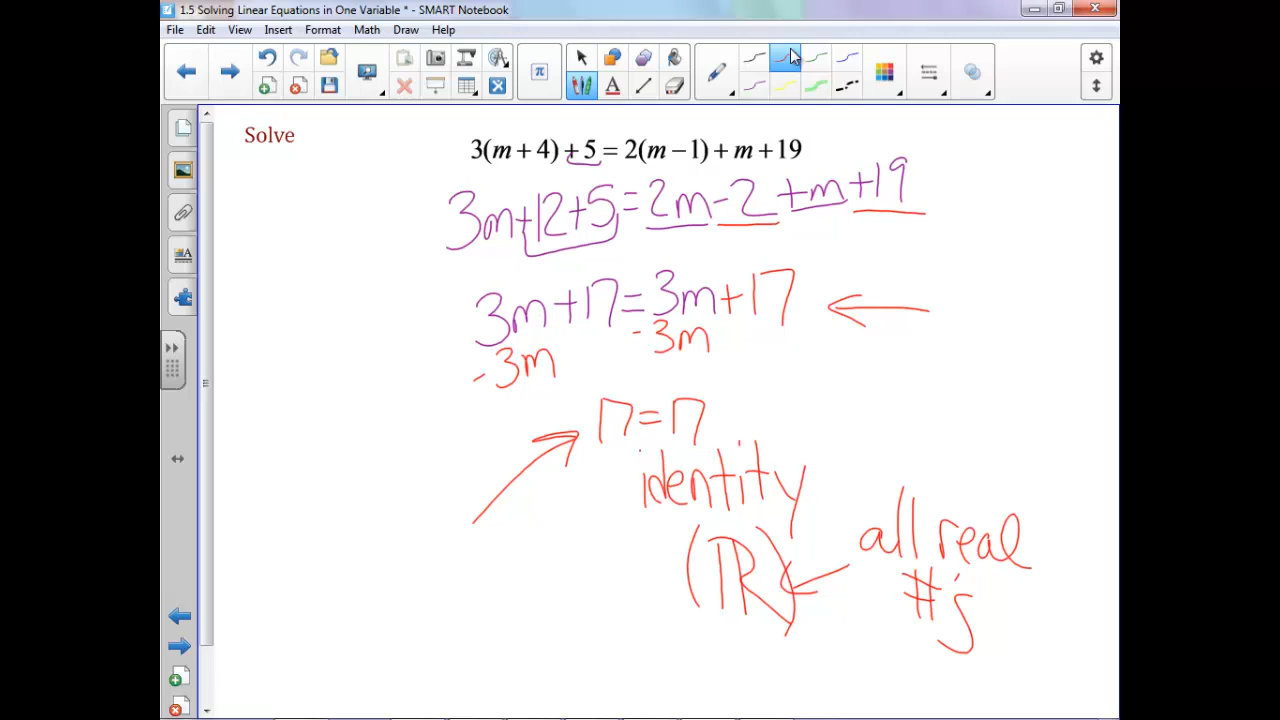 1.5 Solving Linear Equations in One Variable * - SMART Notebook
File Edit View Insert Format Math Draw Help
Solve
3(m + 4) + 5 = 2(m − 1) + m + 19
3m+12+5=2m-2+m+19
3m+17=3m+17
-3m -3m
17=17
identity
(ℝ) all real
#'s